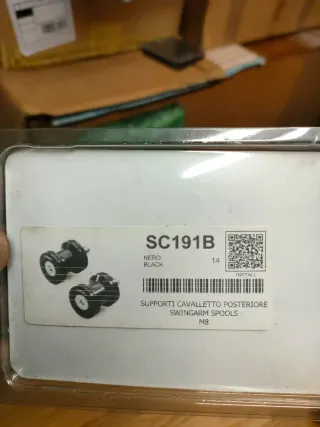 SC191B
NERO
BLACK
14
INSTALL
SUPPORTI CAVALLETTO POSTERIORE
SWINGARM SPOOLS
M8